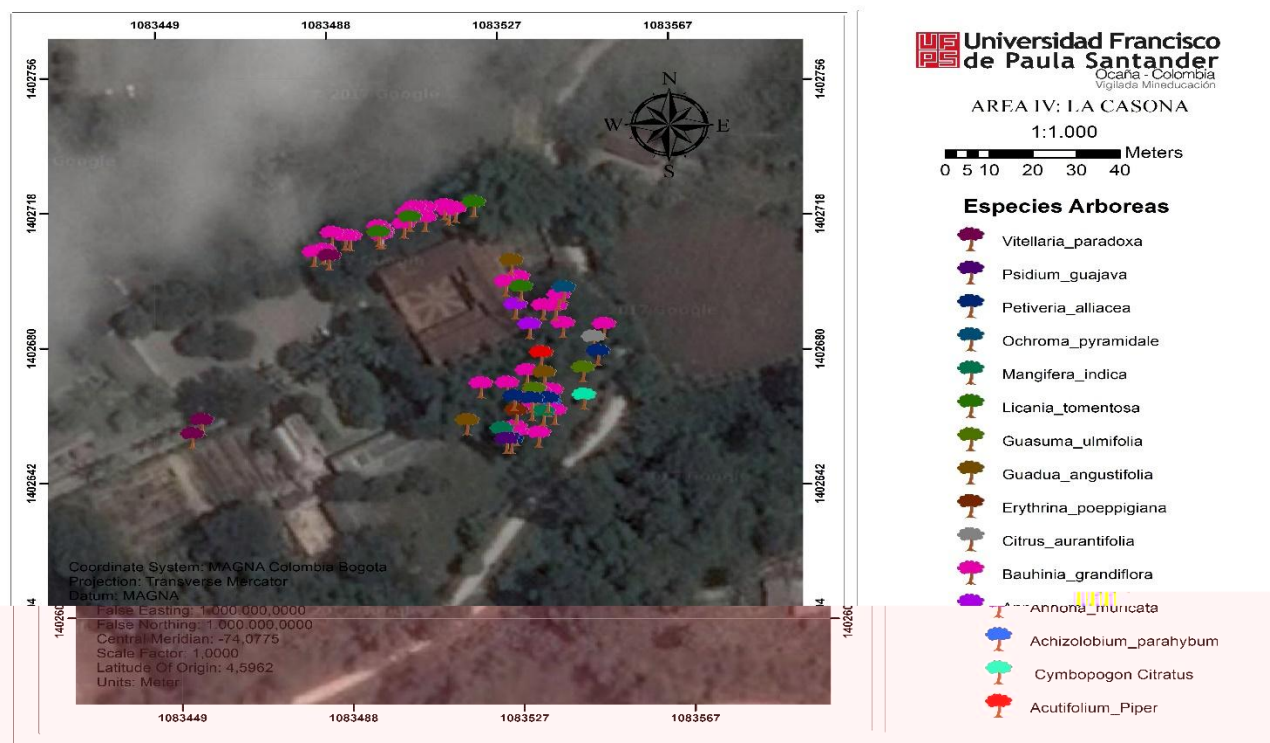 1083449 1083488 1083527 1083567
1402756 1402756
1402718 1402718
1402680 1402680
1402642 1402642
N
W E
S
© 2017 Google
Google
Coordinate System: MAGNA Colombia Bogota
Projection: Transverse Mercator
Datum: MAGNA
False Easting: 1.000.000,0000
False Northing: 1.000.000,0000
Central Meridian: -74,0775
Scale Factor: 1,0000
Latitude Of Origin: 4,5962
Units: Meter
1083449 1083488 1083527 1083567
UFPS
Universidad Francisco
de Paula Santander
Ocaña - Colombia
Vigilada Mineducación
AREA IV: LA CASONA
1:1.000
Meters
0 5 10 20 30 40
Especies Arboreas
Vitellaria_paradoxa
Psidium_guajava
Petiveria_alliacea
Ochroma_pyramidale
Mangifera_indica
Licania_tomentosa
Guasuma_ulmifolia
Guadua_angustifolia
Erythrina_poeppigiana
Citrus_aurantifolia
Bauhinia_grandiflora
Annona_muricata
Achizolobium_parahybum
Cymbopogon Citratus
Acutifolium_Piper